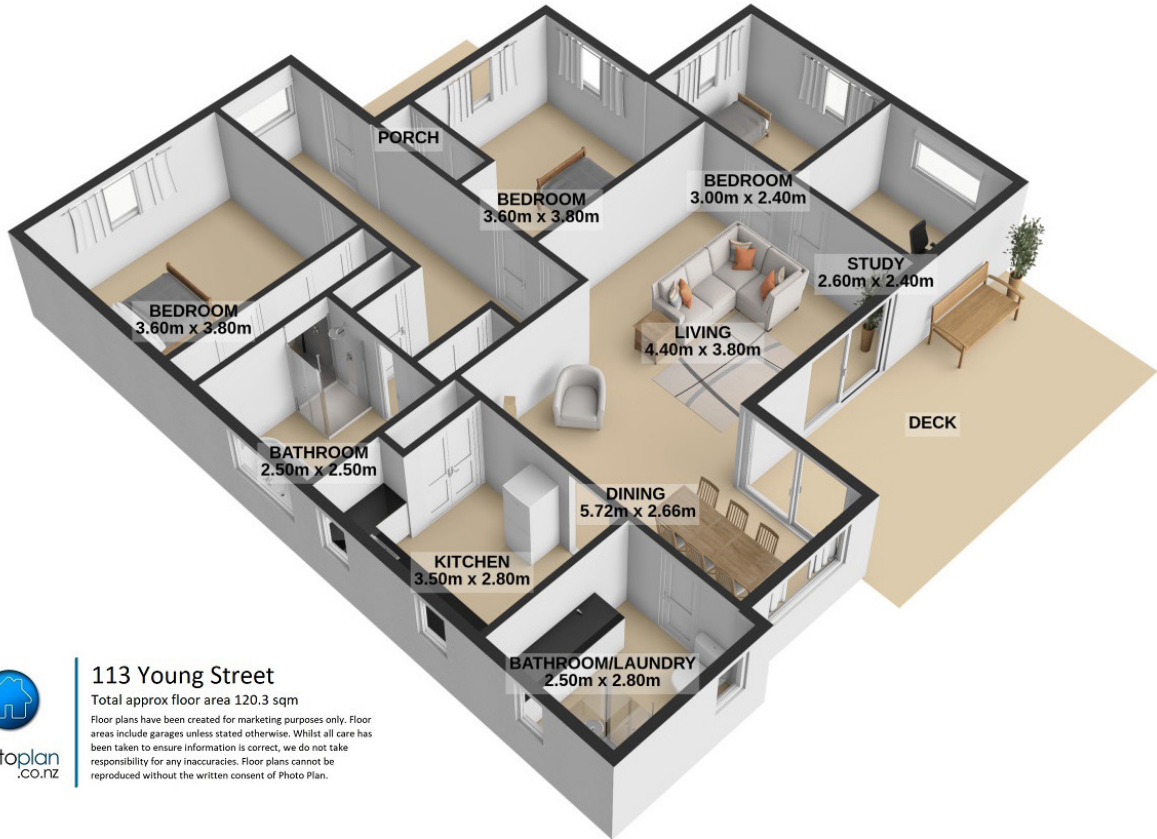 PORCH
BEDROOM
3.60m x 3.80m
BEDROOM
3.00m x 2.40m
STUDY
2.60m x 2.40m
BEDROOM
3.60m x 3.80m
LIVING
4.40m x 3.80m
DECK
BATHROOM
2.50m x 2.50m
DINING
5.72m x 2.66m
KITCHEN
3.50m x 2.80m
BATHROOM/LAUNDRY
2.50m x 2.80m
113 Young Street
Total approx floor area 120.3 sqm
Floor plans have been created for marketing purposes only. Floor
areas include garages unless stated otherwise. Whilst all care has
been taken to ensure information is correct, we do not take
responsibility for any inaccuracies. Floor plans cannot be
reproduced without the written consent of Photo Plan.
toplan
.co.nz